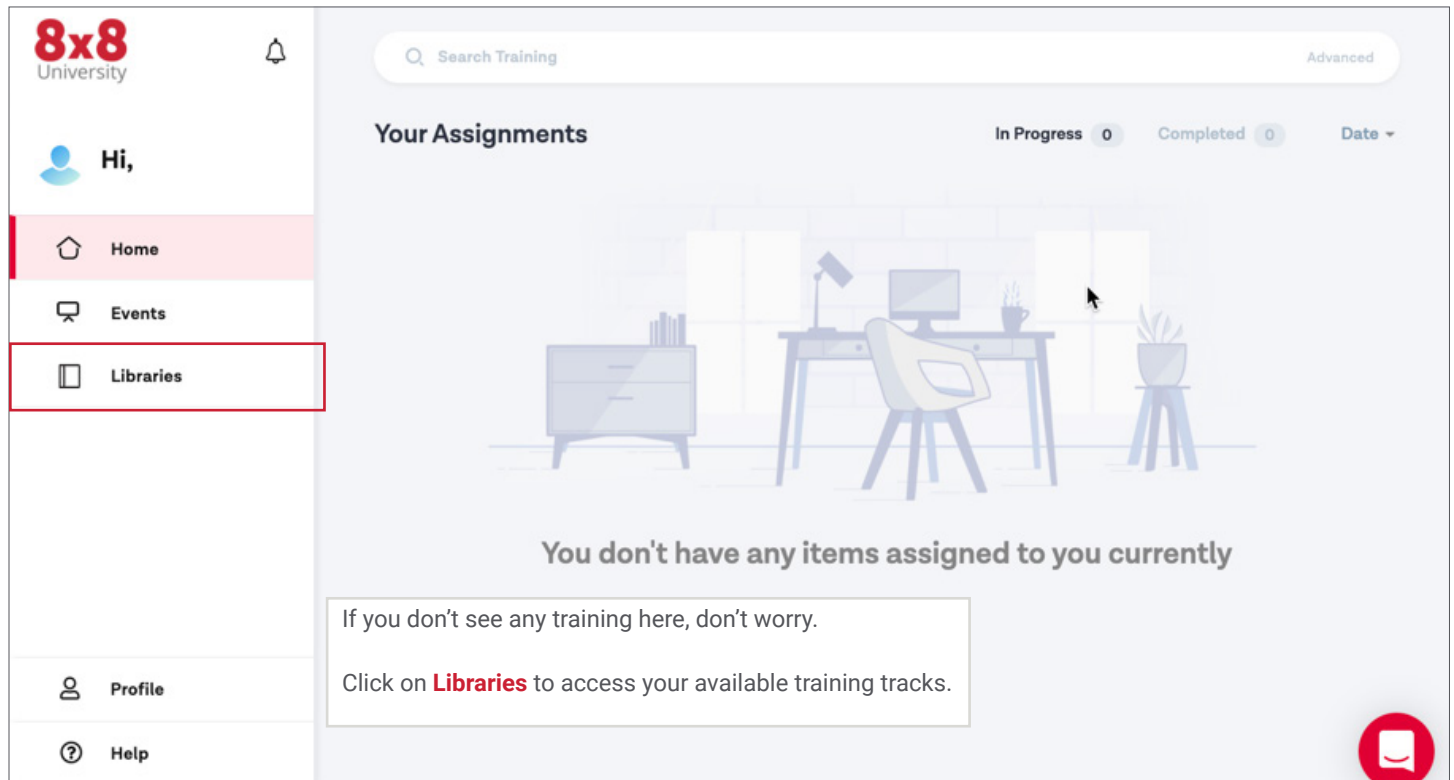 8x8
University
Search Training
Advanced
Hi,
Your Assignments
In Progress 0
Completed 0
Date
Home
Events
Libraries
You don't have any items assigned to you currently
If you don’t see any training here, don’t worry.
Click on Libraries to access your available training tracks.
Profile
Help